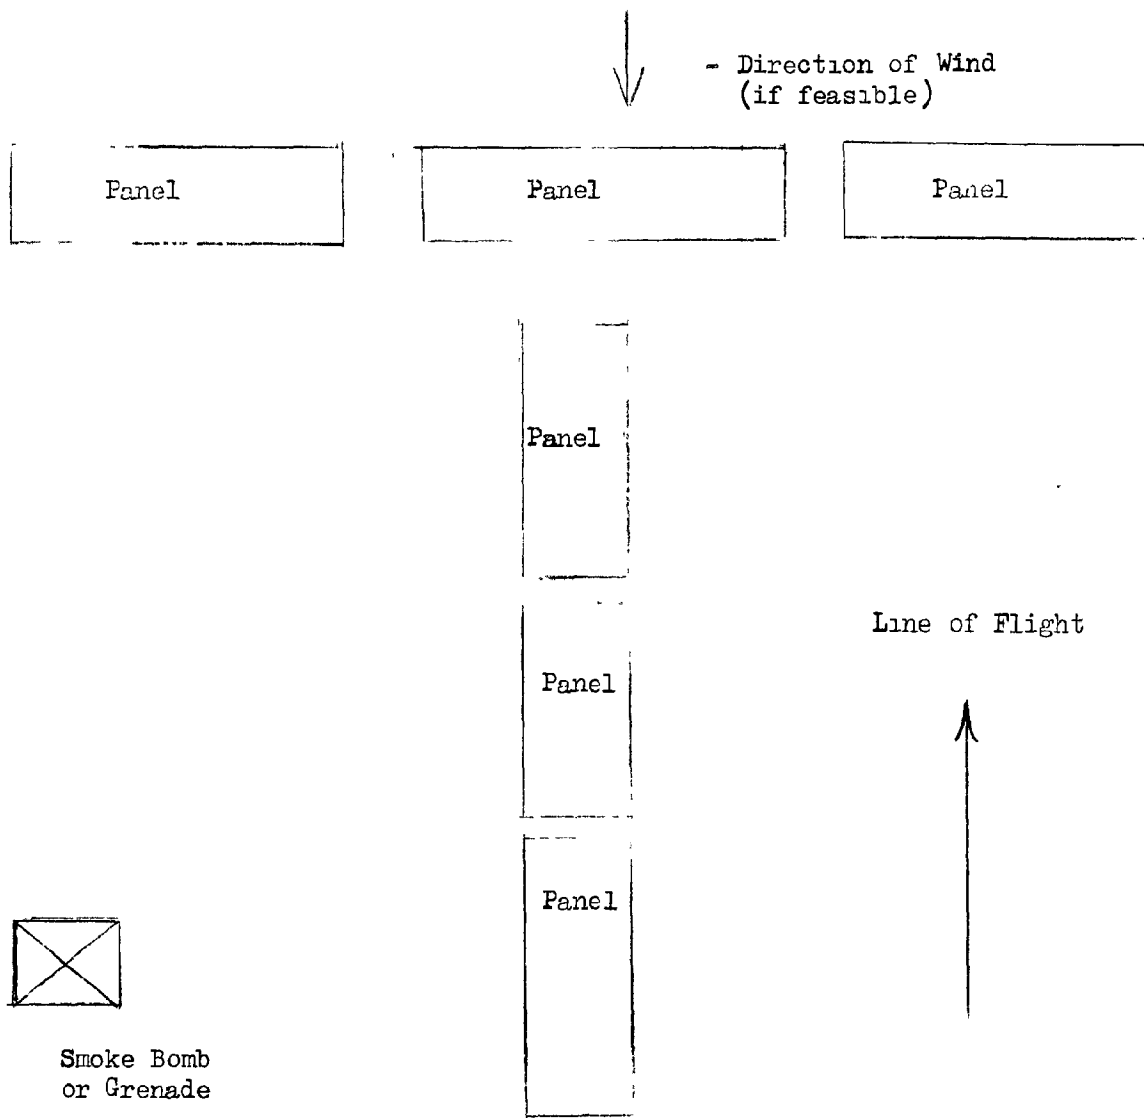 - Direction of Wind
(if feasible)
Panel
Panel
Panel
Panel
Line of Flight
Panel
Panel
Smoke Bomb
or Grenade